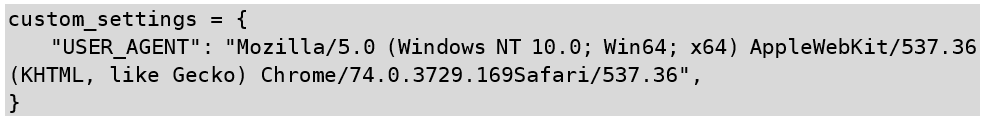 custom_settings = {
"USER_AGENT": "Mozilla/5.0 (Windows NT 10.0; Win64; x64) AppleWebKit/537.36
(KHTML, like Gecko) Chrome/74.0.3729.169Safari/537.36",
}